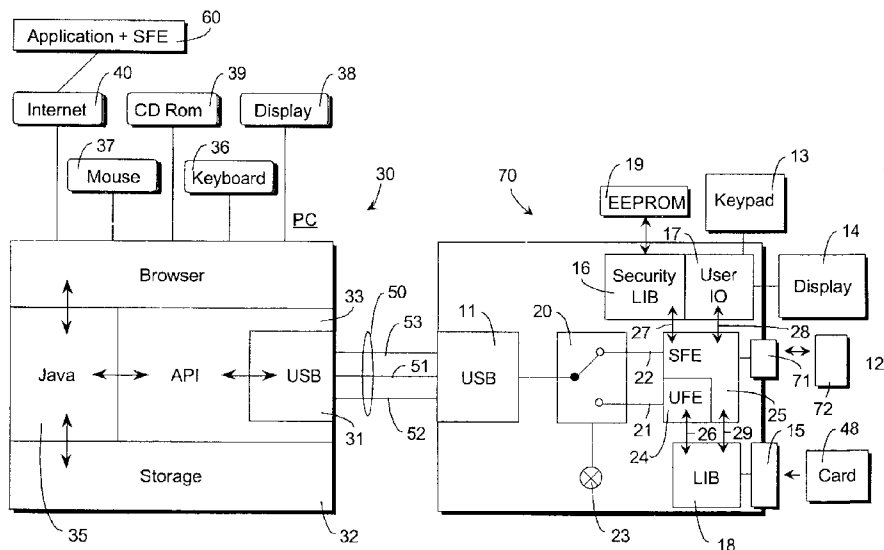 Application + SFE
60
40
39
38
Internet
CD Rom
Display
37
36
Mouse
Keyboard
30
70
19
13
PC
EEPROM
Keypad
17
14
Browser
16
Security
LIB
User
IO
Display
33
50
53
11
20
27
28
Java
API
USB
51
USB
SFE
22
71
72
12
UFE
31
52
21
24
26
29
25
15
48
Storage
LIB
Card
35
32
23
18